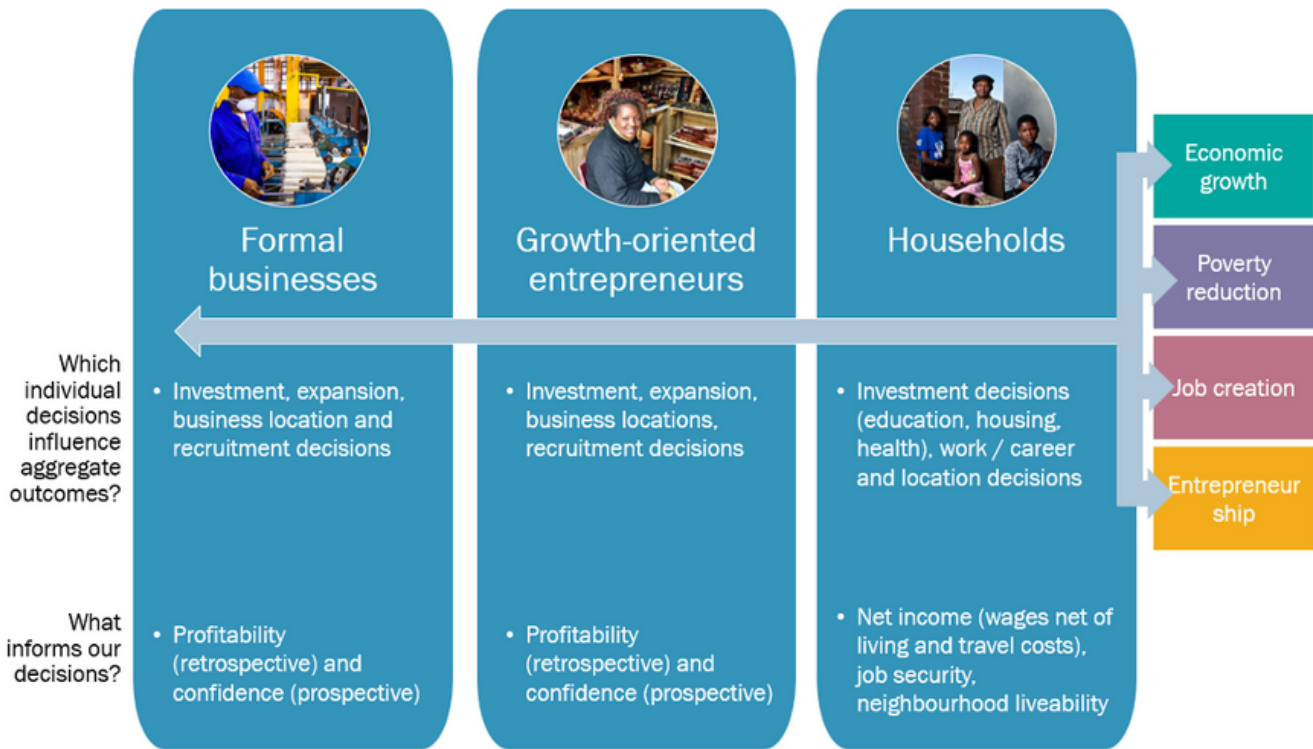 Formal
businesses
Growth-oriented
entrepreneurs
Households
Economic
growth
Poverty
reduction
Job creation
Entrepreneur
ship
Which
individual
decisions
influence
aggregate
outcomes?
• Investment, expansion,
business location and
recruitment decisions
• Investment, expansion,
business locations,
recruitment decisions
• Investment decisions
(education, housing,
health), work / career
and location decisions
What
informs our
decisions?
• Profitability
(retrospective) and
confidence (prospective)
• Profitability
(retrospective) and
confidence (prospective)
• Net income (wages net of
living and travel costs),
job security,
neighbourhood liveability